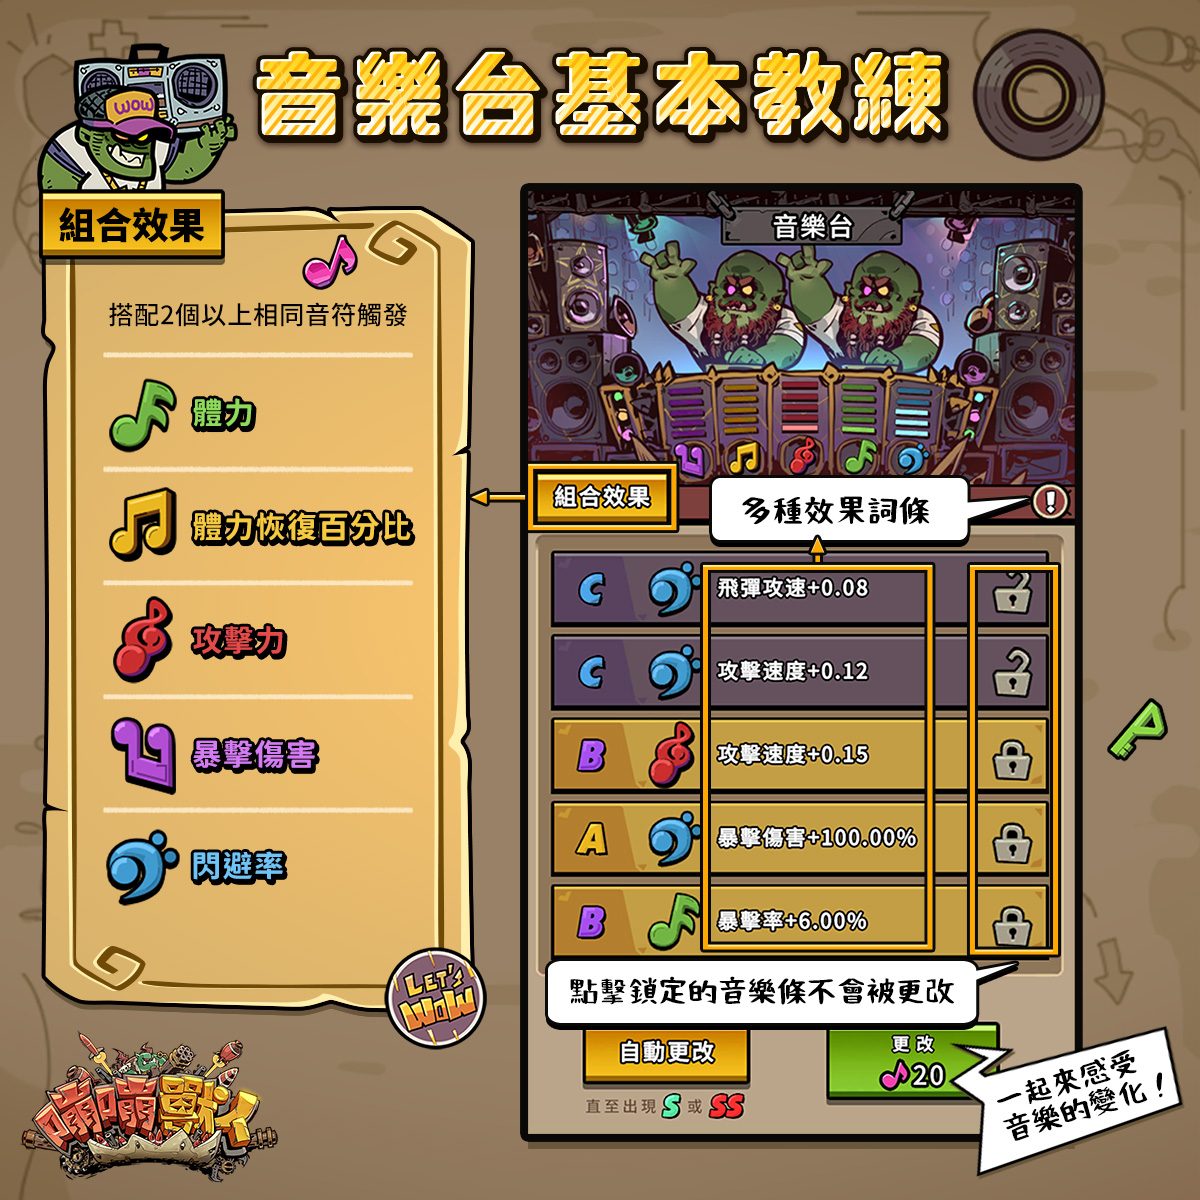 WOW
音樂台基本教練
組合效果
搭配2個以上相同音符觸發
體力
體力恢復百分比
攻擊力
暴擊傷害
閃避率
LET'S
WOW
嘣嘣獸人
音樂台
組合效果
多種效果詞條
!
C 飛彈攻速+0.08
C 攻擊速度+0.12
B 攻擊速度+0.15
A 暴擊傷害+100.00%
B 暴擊率+6.00%
點擊鎖定的音樂條不會被更改
自動更改
直至出現 S 或 SS
更改
20
一起來感受
音樂的變化！